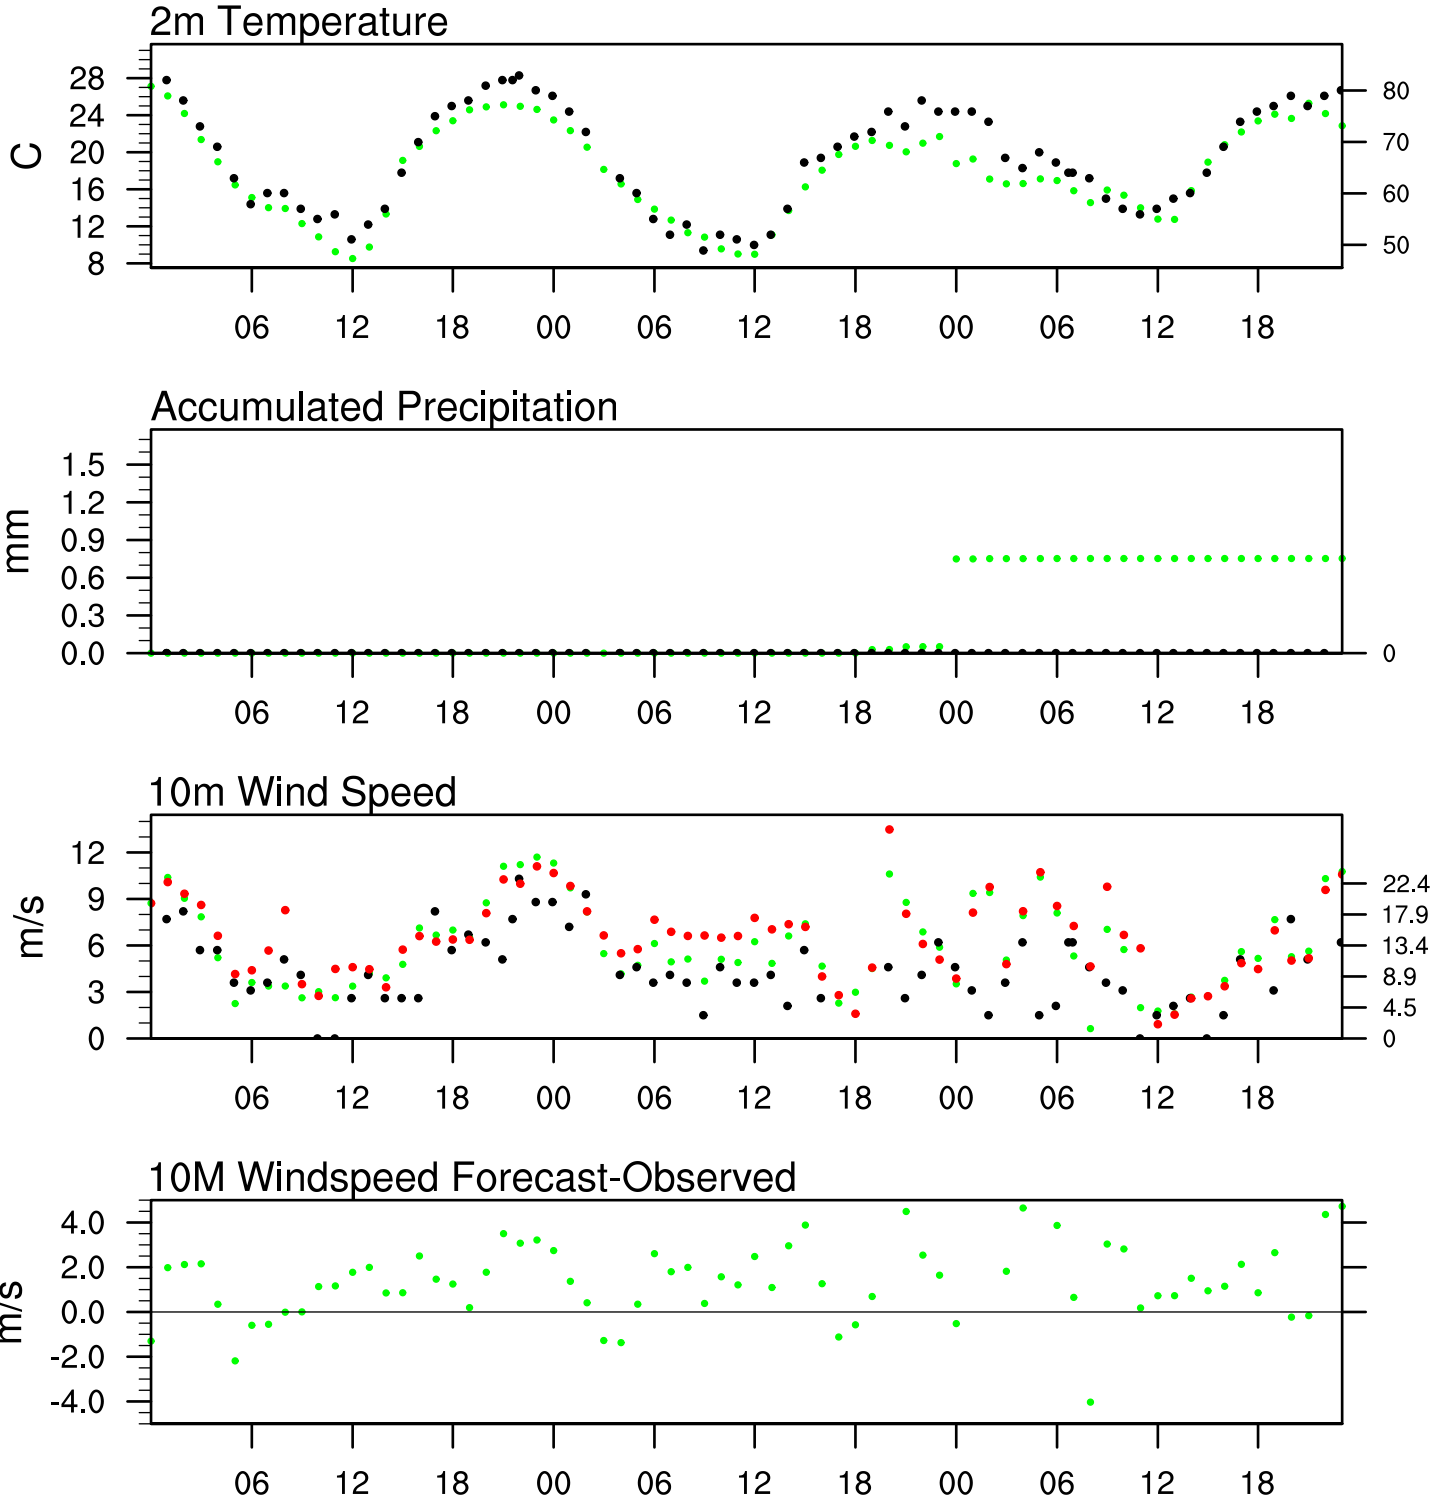 2m Temperature
28
24
20
16
12
8
C
80
70
60
50
06 12 18 00 06 12 18 00 06 12 18
Accumulated Precipitation
1.5
1.2
0.9
0.6
0.3
0.0
mm
0
06 12 18 00 06 12 18 00 06 12 18
10m Wind Speed
12
9
6
3
0
m/s
22.4
17.9
13.4
8.9
4.5
0
06 12 18 00 06 12 18 00 06 12 18
10M Windspeed Forecast-Observed
4.0
2.0
0.0
-2.0
-4.0
m/s
06 12 18 00 06 12 18 00 06 12 18